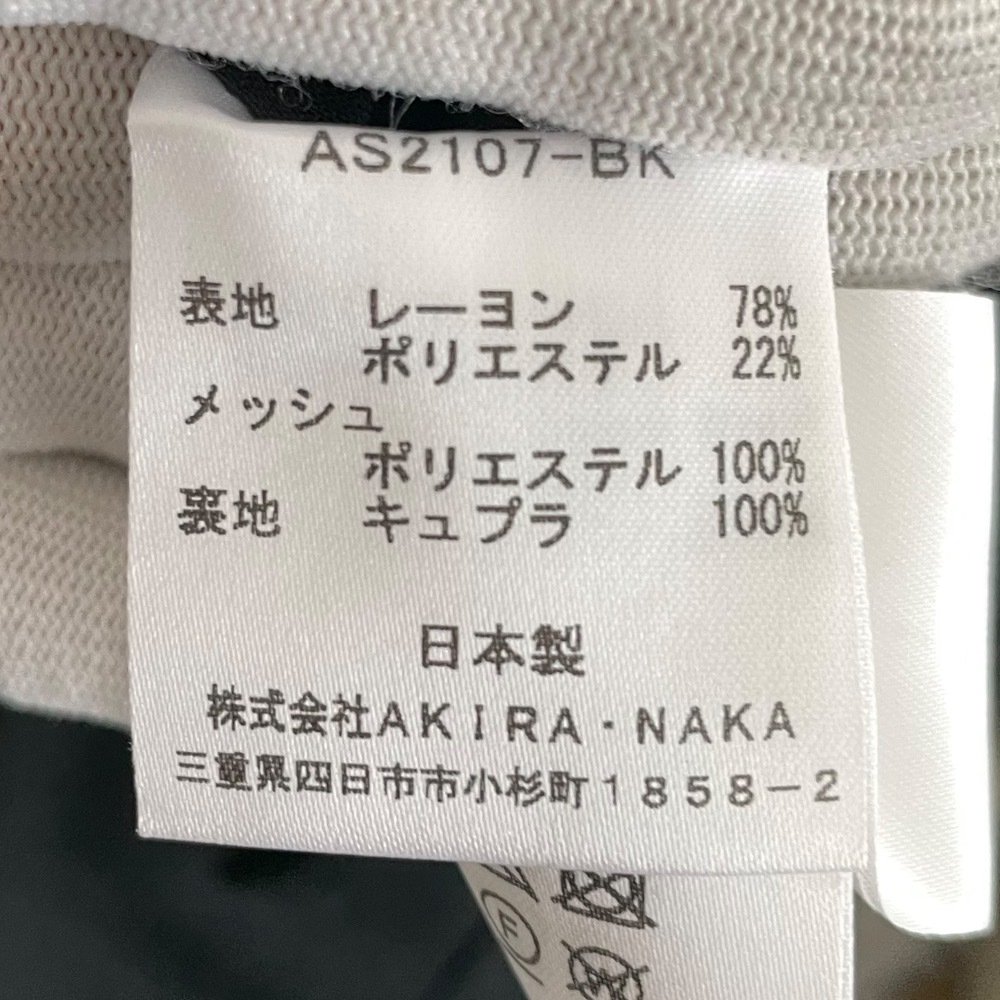 AS2107-BK
表地 レーヨン 78%
ポリエステル 22%
メッシュ
ポリエステル 100%
裏地 キュプラ 100%
日本製
株式会社AKIRA・NAKA
三重県四日市市小杉町1858-2
F